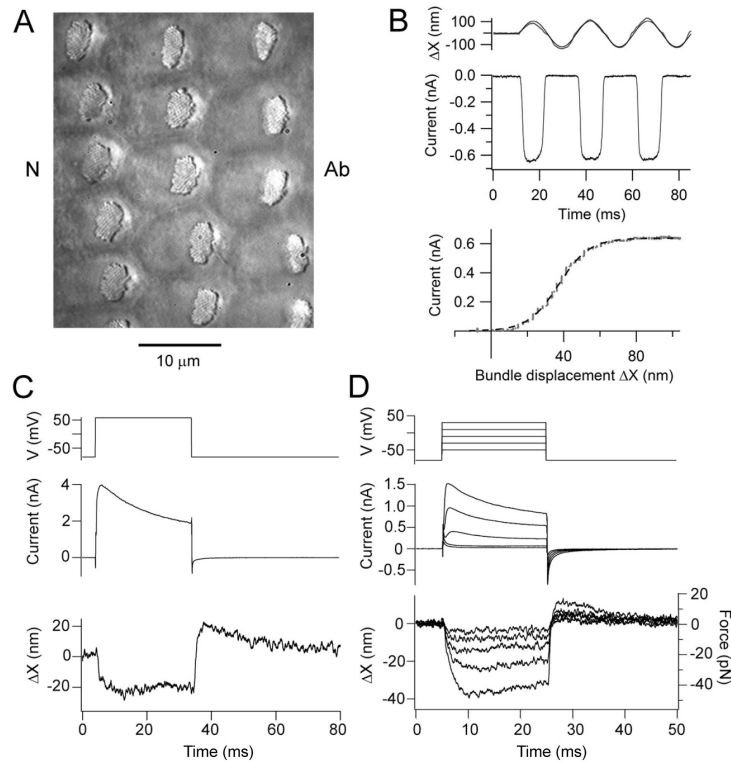 A
N
Ab
10 μm
B
ΔX (nm)
100
-100
Current (nA)
0.0
-0.2
-0.4
-0.6
0
20
40
60
80
Time (ms)
Current (nA)
0.6
0.4
0.2
40
80
Bundle displacement ΔX (nm)
C
V (mV)
50
-50
Current (nA)
4
2
0
ΔX (nm)
20
0
-20
0
20
40
60
80
Time (ms)
D
V (mV)
50
-50
Current (nA)
1.5
1.0
0.5
0
-0.5
ΔX (nm)
0
-20
-40
20
0
-20
-40
Force (pN)
0
10
20
30
40
50
Time (ms)